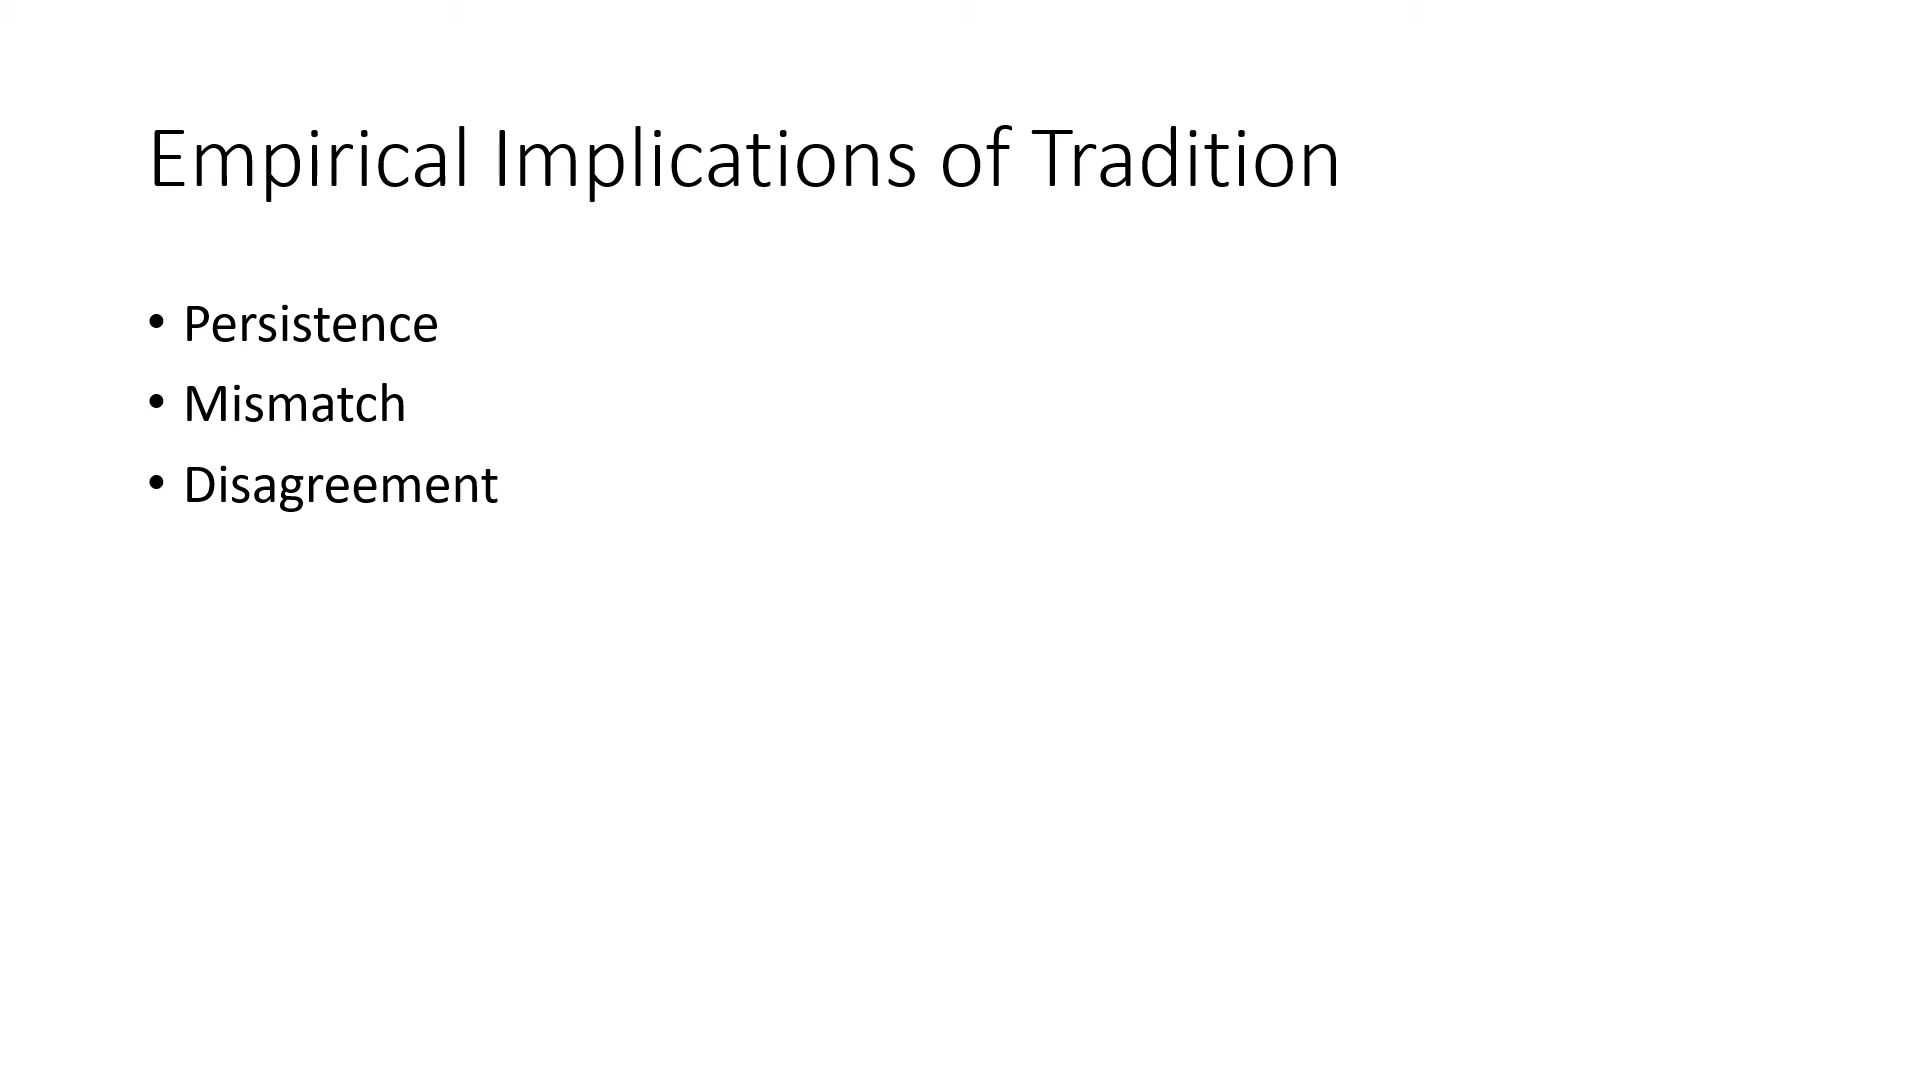 Empirical Implications of Tradition
• Persistence
• Mismatch
• Disagreement